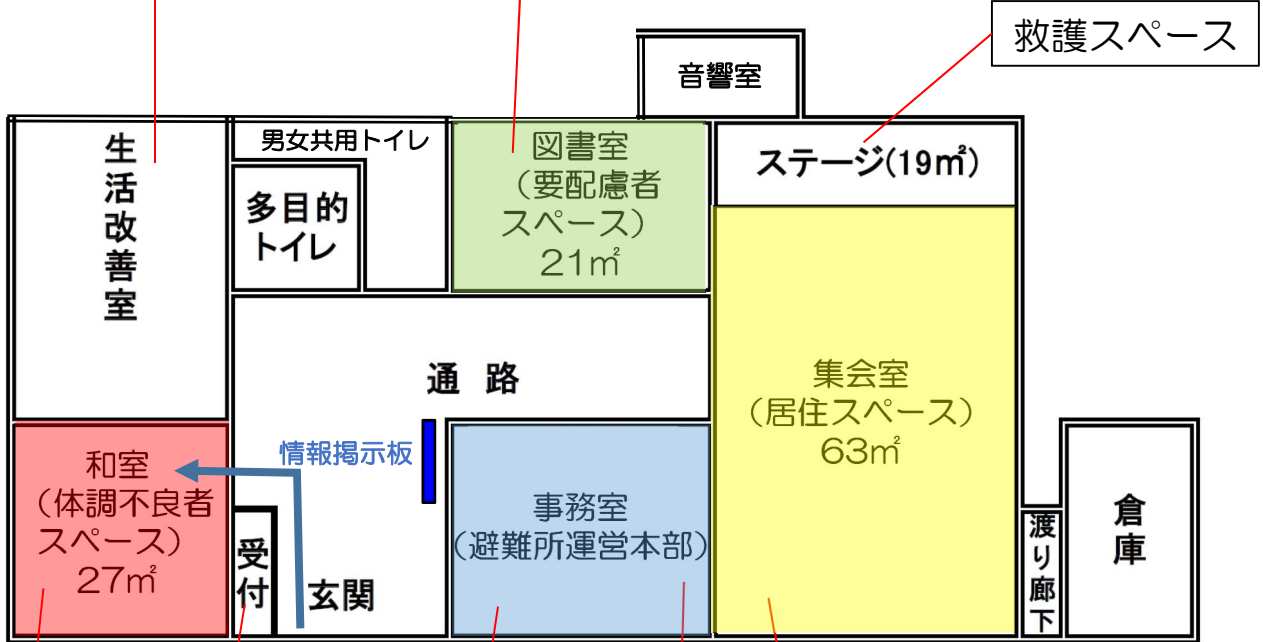 救護スペース
音響室
生活改善室
男女共用トイレ
多目的
トイレ
図書室
（要配慮者
スペース）
21㎡
ステージ(19㎡)
通 路
集会室
（居住スペース）
63㎡
情報掲示板
和室
（体調不良者
スペース）
27㎡
受付
玄関
事務室
（避難所運営本部）
渡り廊下
倉庫